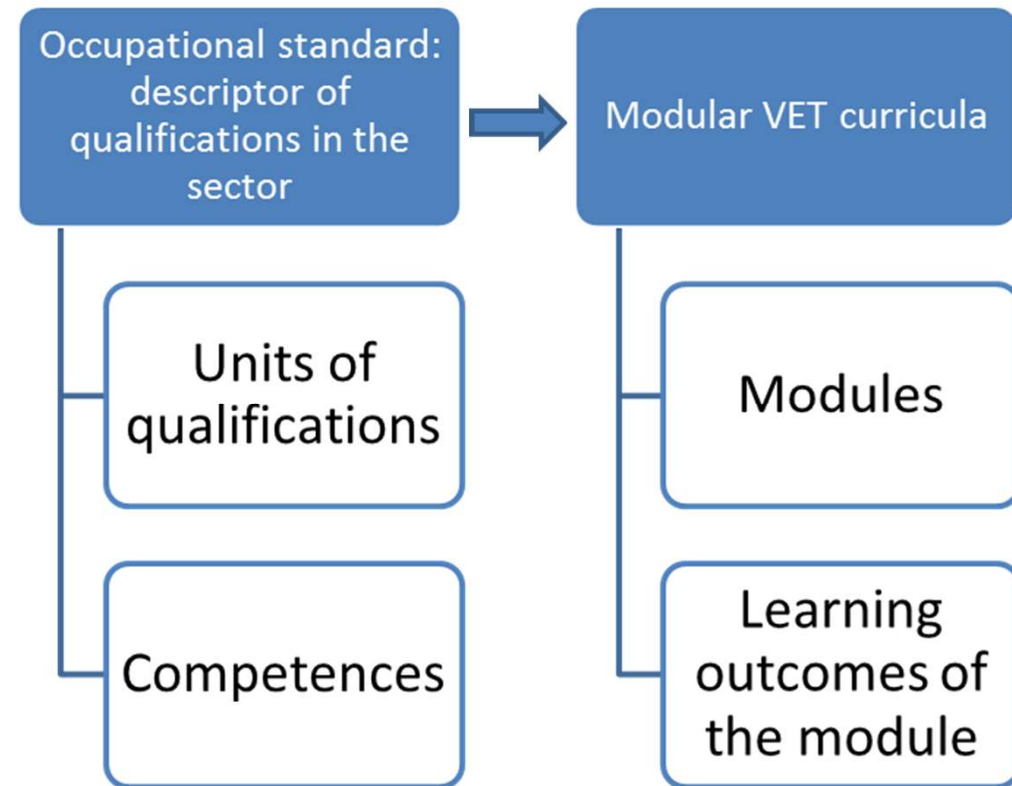 Occupational standard:
descriptor of
qualifications in the
sector
Modular VET curricula
Units of
qualifications
Modules
Competences
Learning
outcomes of
the module